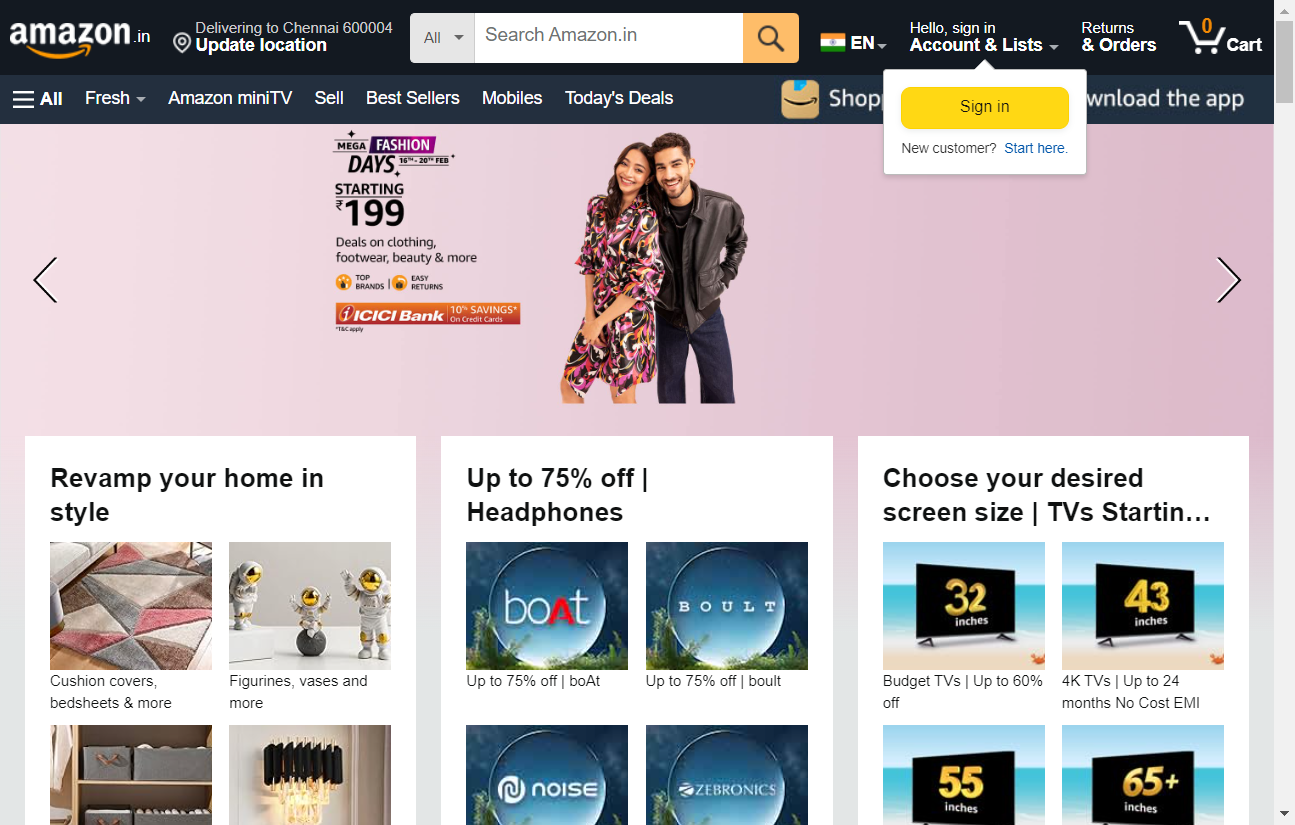 amazon.in
Delivering to Chennai 600004
Update location
All
Search Amazon.in
EN
Hello, sign in
Account & Lists
Returns
& Orders
0
Cart
All
Fresh
Amazon miniTV
Sell
Best Sellers
Mobiles
Today's Deals
Shopp
wnload the app
Sign in
New customer? Start here.
MEGA FASHION
DAYS 16TH - 20TH FEB
STARTING
₹199
Deals on clothing,
footwear, beauty & more
TOP
BRANDS
EASY
RETURNS
ICICI Bank
10% SAVINGS*
On Credit Cards
*T&C apply
Revamp your home in
style
Cushion covers,
bedsheets & more
Figurines, vases and
more
Up to 75% off |
Headphones
boAt
BOULT
Up to 75% off | boAt
Up to 75% off | boult
NOISE
ZEBRONICS
Choose your desired
screen size | TVs Startin…
32
inches
43
inches
Budget TVs | Up to 60%
off
4K TVs | Up to 24
months No Cost EMI
55
inches
65+
inches